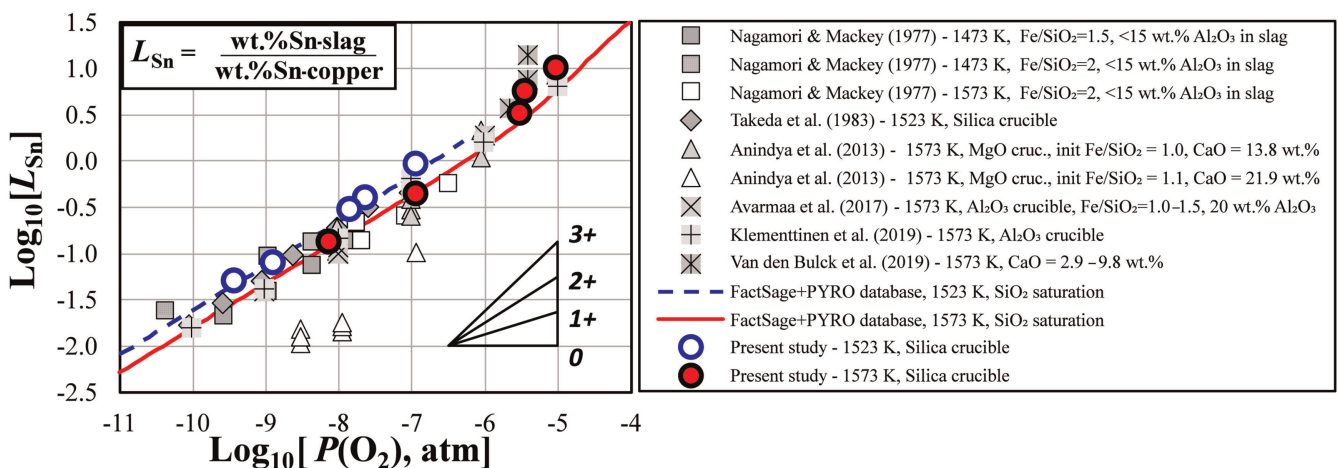 1.5
1.0
0.5
0.0
-0.5
-1.0
-1.5
-2.0
-2.5
Log₁₀[L_Sn]
L_Sn = wt.%Sn-slag
wt.%Sn-copper
3+
2+
1+
0
-11 -10 -9 -8 -7 -6 -5 -4
Log₁₀[ P(O₂), atm]
Nagamori & Mackey (1977) - 1473 K, Fe/SiO₂=1.5, <15 wt.% Al₂O₃ in slag
Nagamori & Mackey (1977) - 1473 K, Fe/SiO₂=2, <15 wt.% Al₂O₃ in slag
Nagamori & Mackey (1977) - 1573 K, Fe/SiO₂=2, <15 wt.% Al₂O₃ in slag
Takeda et al. (1983) - 1523 K, Silica crucible
Anindya et al. (2013) - 1573 K, MgO cruc., init Fe/SiO₂ = 1.0, CaO = 13.8 wt.%
Anindya et al. (2013) - 1573 K, MgO cruc., init Fe/SiO₂ = 1.1, CaO = 21.9 wt.%
Avarmaa et al. (2017) - 1573 K, Al₂O₃ crucible, Fe/SiO₂=1.0–1.5, 20 wt.% Al₂O₃
Klementtinen et al. (2019) - 1573 K, Al₂O₃ crucible
Van den Bulck et al. (2019) - 1573 K, CaO = 2.9 –9.8 wt.%
FactSage+PYRO database, 1523 K, SiO₂ saturation
FactSage+PYRO database, 1573 K, SiO₂ saturation
Present study - 1523 K, Silica crucible
Present study - 1573 K, Silica crucible